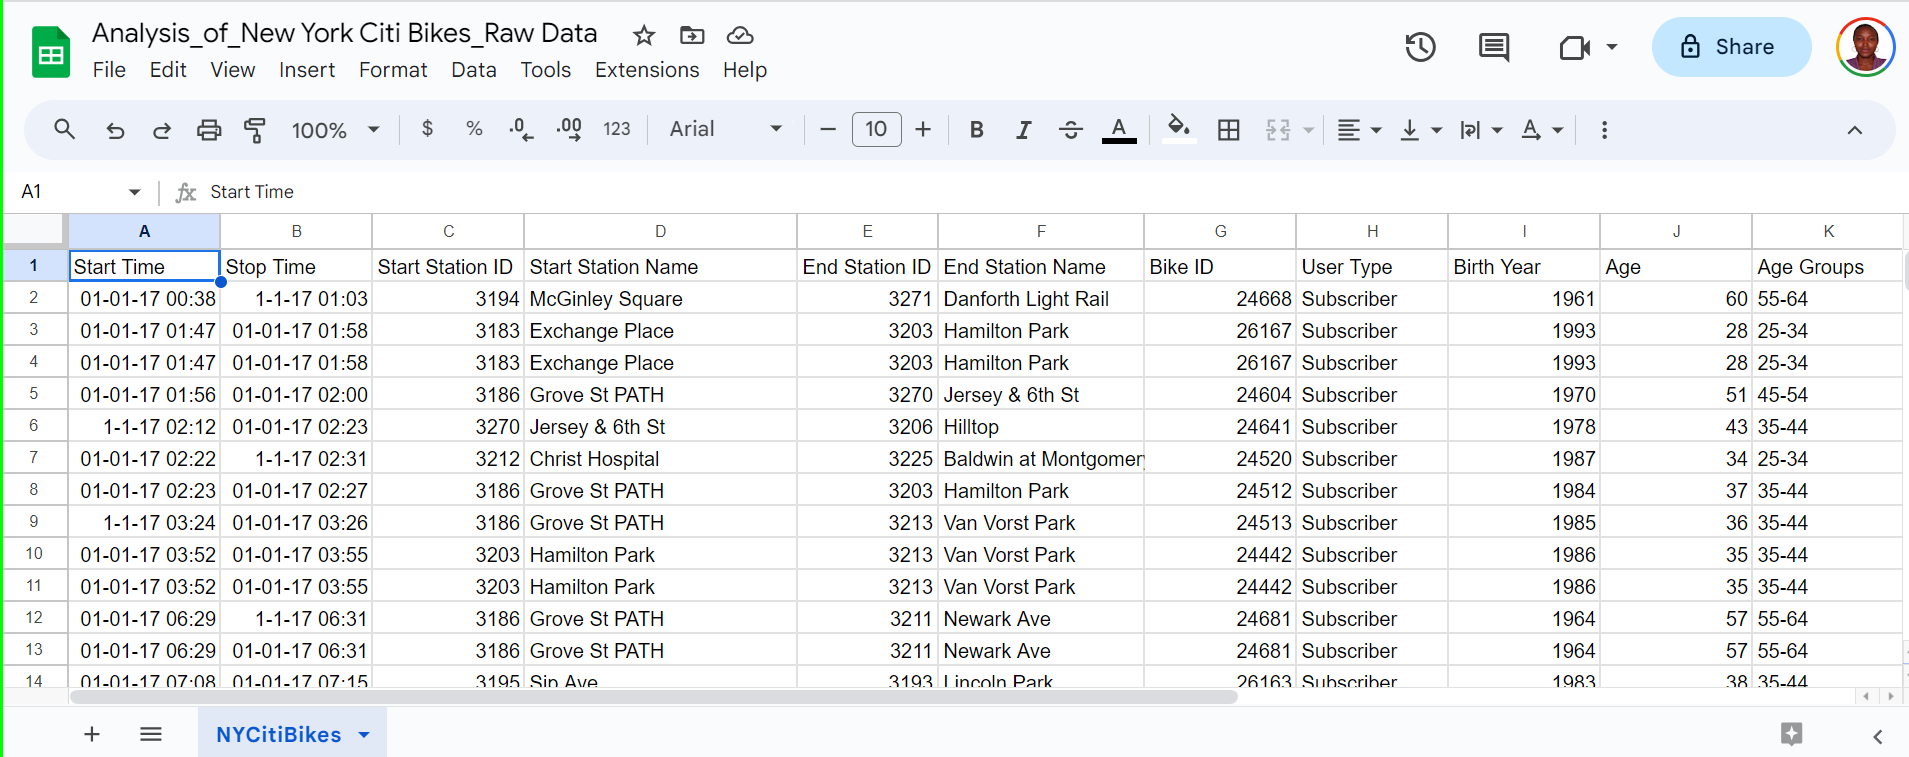 Analysis_of_New York Citi Bikes_Raw Data
File Edit View Insert Format Data Tools Extensions Help
Share
100% $ % .0 .00 123 Arial 10 B I A A
A1 fx Start Time
A B C D E F G H I J K
1 Start Time Stop Time Start Station ID Start Station Name End Station ID End Station Name Bike ID User Type Birth Year Age Age Groups
2 01-01-17 00:38 1-1-17 01:03 3194 McGinley Square 3271 Danforth Light Rail 24668 Subscriber 1961 60 55-64
3 01-01-17 01:47 01-01-17 01:58 3183 Exchange Place 3203 Hamilton Park 26167 Subscriber 1993 28 25-34
4 01-01-17 01:47 01-01-17 01:58 3183 Exchange Place 3203 Hamilton Park 26167 Subscriber 1993 28 25-34
5 01-01-17 01:56 01-01-17 02:00 3186 Grove St PATH 3270 Jersey & 6th St 24604 Subscriber 1970 51 45-54
6 1-1-17 02:12 01-01-17 02:23 3270 Jersey & 6th St 3206 Hilltop 24641 Subscriber 1978 43 35-44
7 01-01-17 02:22 1-1-17 02:31 3212 Christ Hospital 3225 Baldwin at Montgomery 24520 Subscriber 1987 34 25-34
8 01-01-17 02:23 01-01-17 02:27 3186 Grove St PATH 3203 Hamilton Park 24512 Subscriber 1984 37 35-44
9 1-1-17 03:24 01-01-17 03:26 3186 Grove St PATH 3213 Van Vorst Park 24513 Subscriber 1985 36 35-44
10 01-01-17 03:52 01-01-17 03:55 3203 Hamilton Park 3213 Van Vorst Park 24442 Subscriber 1986 35 35-44
11 01-01-17 03:52 01-01-17 03:55 3203 Hamilton Park 3213 Van Vorst Park 24442 Subscriber 1986 35 35-44
12 01-01-17 06:29 1-1-17 06:31 3186 Grove St PATH 3211 Newark Ave 24681 Subscriber 1964 57 55-64
13 01-01-17 06:29 01-01-17 06:31 3186 Grove St PATH 3211 Newark Ave 24681 Subscriber 1964 57 55-64
14 01-01-17 07:08 01-01-17 07:15 3195 Sip Ave 3193 Lincoln Park 26163 Subscriber 1983 38 35-44
NYCitiBikes